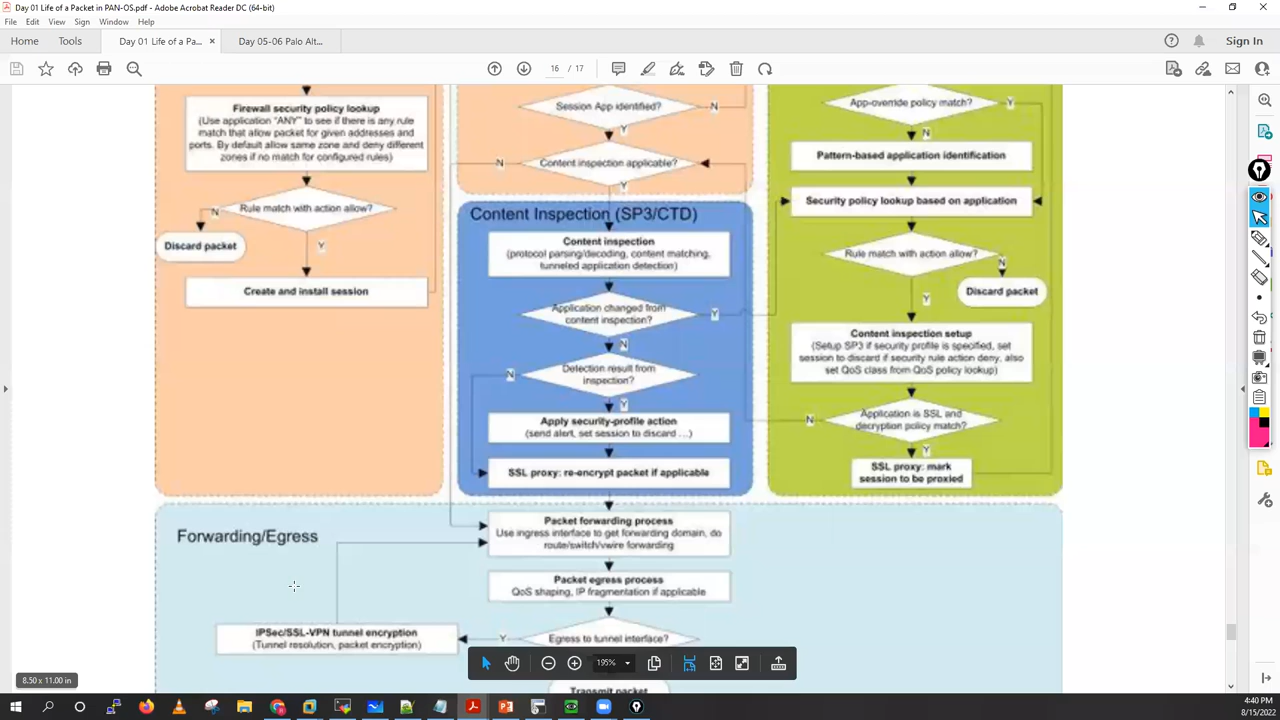 Day 01 Life of a Packet in PAN-OS.pdf - Adobe Acrobat Reader DC (64-bit)
File Edit View Sign Window Help
Home Tools Day 01 Life of a Pa... × Day 05-06 Palo Alt... Sign In
16 / 17
Firewall security policy lookup
(Use application "ANY" to see if there is any rule
match that allow packet for given addresses and
ports. By default allow same zone and deny different
zones if no match for configured rules)
N
Rule match with action allow?
Discard packet
Y
Create and install session
Session App identified?
N
Y
N
Content inspection applicable?
Y
Content Inspection (SP3/CTD)
Content inspection
(protocol parsing/decoding, content matching,
tunneled application detection)
Application changed from
content inspection?
Y
N
N
Detection result from
inspection?
Y
Apply security-profile action
(send alert, set session to discard ...)
SSL proxy: re-encrypt packet if applicable
App-override policy match?
Y
N
Pattern-based application identification
Security policy lookup based on application
Rule match with action allow?
N
Discard packet
Y
Content inspection setup
(Setup SP3 if security profile is specified, set
session to discard if security rule action deny, also
set QoS class from QoS policy lookup)
N
Application is SSL and
decryption policy match?
Y
SSL proxy: mark
session to be proxied
Forwarding/Egress
Packet forwarding process
Use ingress interface to get forwarding domain, do
route/switch/vwire forwarding
Packet egress process
QoS shaping, IP fragmentation if applicable
IPSec/SSL-VPN tunnel encryption
(Tunnel resolution, packet encryption)
Y
Egress to tunnel interface?
195%
Transmit packet
8.50 x 11.00 in
4:40 PM
8/15/2022